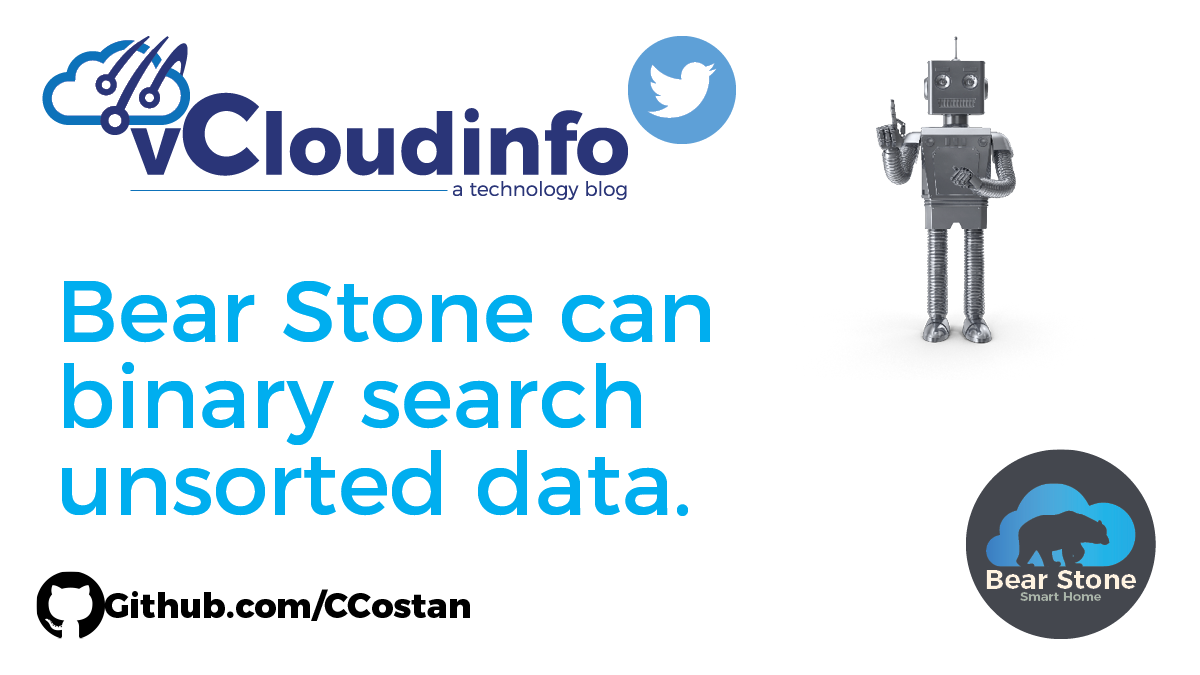 vCloudinfo
a technology blog
Bear Stone can
binary search
unsorted data.
Github.com/CCostan
Bear Stone
Smart Home